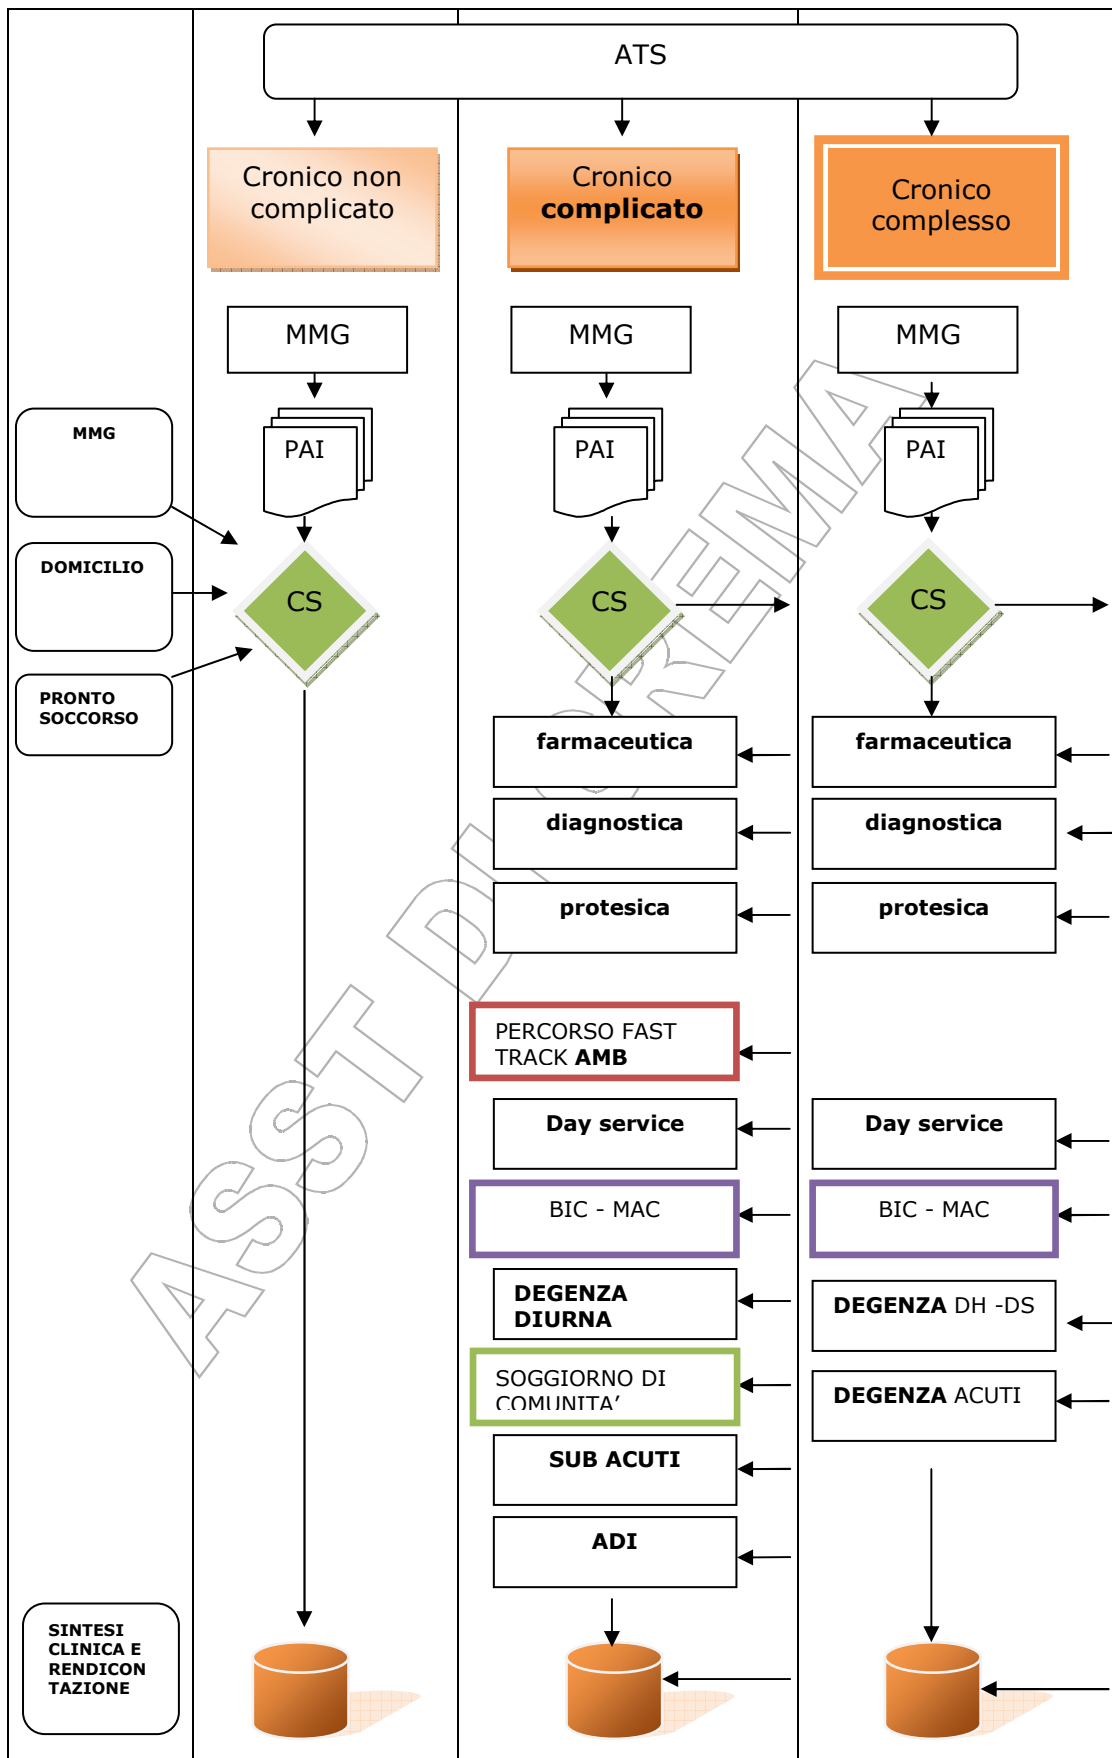 ATS
Cronico non
complicato
Cronico
complicato
Cronico
complesso
MMG
MMG
MMG
MMG
PAI
PAI
PAI
DOMICILIO
CS
CS
CS
PRONTO
SOCCORSO
farmaceutica
farmaceutica
diagnostica
diagnostica
protesica
protesica
PERCORSO FAST
TRACK AMB
Day service
Day service
BIC - MAC
BIC - MAC
DEGENZA
DIURNA
DEGENZA DH -DS
SOGGIORNO DI
COMUNITA’
DEGENZA ACUTI
SUB ACUTI
ADI
SINTESI
CLINICA E
RENDICON
TAZIONE
ASST DI CREMA